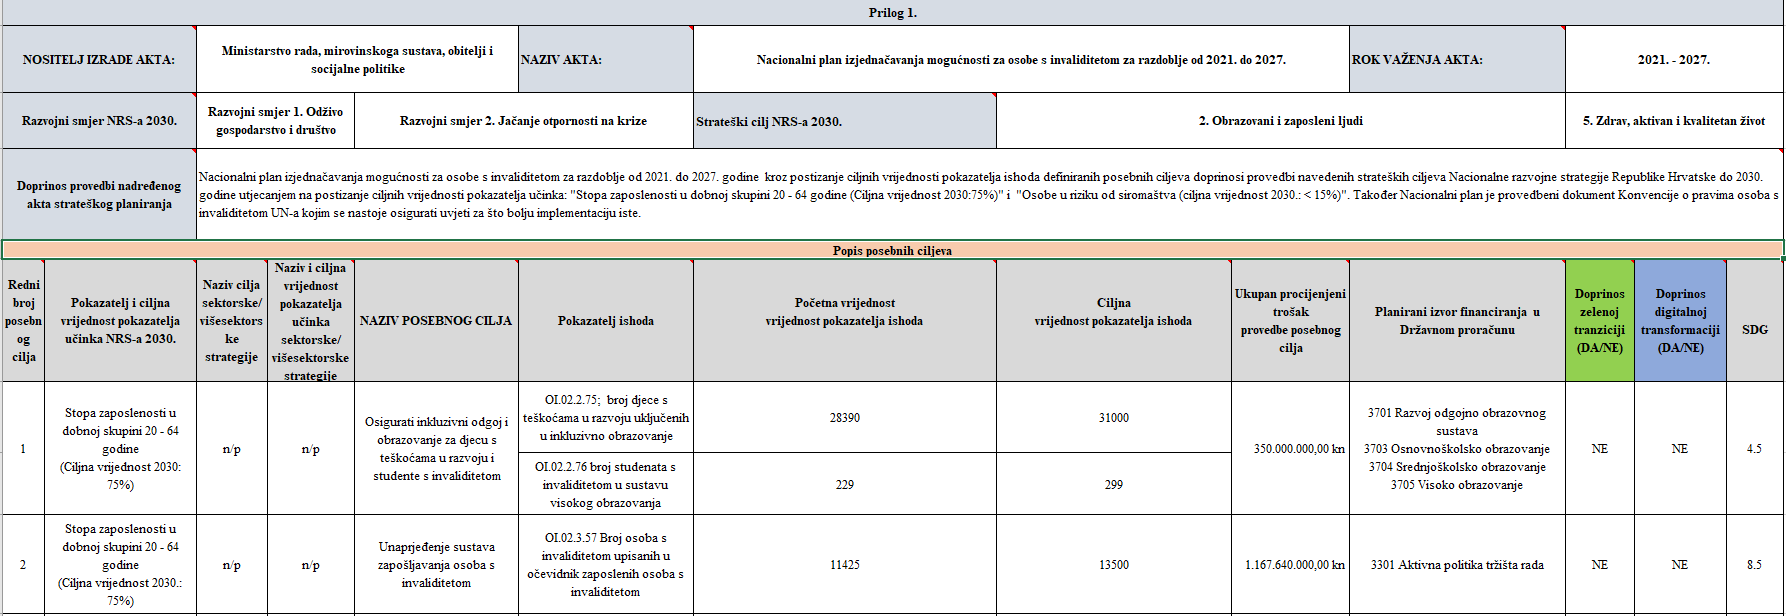 Prilog 1.
NOSITELJ IZRADE AKTA:
Ministarstvo rada, mirovinskoga sustava, obitelji i
socijalne politike
NAZIV AKTA:
Nacionalni plan izjednačavanja mogućnosti za osobe s invaliditetom za razdoblje od 2021. do 2027.
ROK VAŽENJA AKTA:
2021. - 2027.
Razvojni smjer NRS-a 2030.
Razvojni smjer 1. Odživo
gospodarstvo i društvo
Razvojni smjer 2. Jačanje otpornosti na krize
Strateški cilj NRS-a 2030.
2. Obrazovani i zaposleni ljudi
5. Zdrav, aktivan i kvalitetan život
Doprinos provedbi nadređenog
akta strateškog planiranja
Nacionalni plan izjednačavanja mogućnosti za osobe s invaliditetom za razdoblje od 2021. do 2027. godine kroz postizanje ciljnih vrijednosti pokazatelja ishoda definiranih posebnih ciljeva doprinosi provedbi navedenih strateških ciljeva Nacionalne razvojne strategije Republike Hrvatske do 2030.
godine utjecanjem na postizanje ciljnih vrijednosti pokazatelja učinka: "Stopa zaposlenosti u dobnoj skupini 20 - 64 godine (Ciljna vrijednost 2030:75%)" i "Osobe u riziku od siromaštva (ciljna vrijednost 2030.: < 15%)". Također Nacionalni plan je provedbeni dokument Konvencije o pravima osoba s
invaliditetom UN-a kojim se nastoje osigurati uvjeti za što bolju implementaciju iste.
Popis posebnih ciljeva
Redni
broj
posebn
og
cilja
Pokazatelj i ciljna
vrijednost pokazatelja
učinka NRS-a 2030.
Naziv cilja
sektorske/
višesektors
ke
strategije
Naziv i ciljna
vrijednost
pokazatelja
učinka
sektorske/
višesektorske
strategije
NAZIV POSEBNOG CILJA
Pokazatelj ishoda
Početna vrijednost
vrijednost pokazatelja ishoda
Ciljna
vrijednost pokazatelja ishoda
Ukupan procijenjeni
trošak
provedbe posebnog
cilja
Planirani izvor financiranja u
Državnom proračunu
Doprinos
zelenoj
tranziciji
(DA/NE)
Doprinos
digitalnoj
transformaciji
(DA/NE)
SDG
1
Stopa zaposlenosti u
dobnoj skupini 20 - 64
godine
(Ciljna vrijednost 2030:
75%)
n/p
n/p
Osigurati inkluzivni odgoj i
obrazovanje za djecu s
teškoćama u razvoju i
studente s invaliditetom
OI.02.2.75; broj djece s
teškoćama u razvoju uključenih
u inkluzivno obrazovanje
28390
31000
OI.02.2.76 broj studenata s
invaliditetom u sustavu
visokog obrazovanja
229
299
350.000.000,00 kn
3701 Razvoj odgojno obrazovnog
sustava
3703 Osnovnoškolsko obrazovanje
3704 Srednjoškolsko obrazovanje
3705 Visoko obrazovanje
NE
NE
4.5
2
Stopa zaposlenosti u
dobnoj skupini 20 - 64
godine
(Ciljna vrijednost 2030.:
75%)
n/p
n/p
Unaprjeđenje sustava
zapošljavanja osoba s
invaliditetom
OI.02.3.57 Broj osoba s
invaliditetom upisanih u
očevidnik zaposlenih osoba s
invaliditetom
11425
13500
1.167.640.000,00 kn
3301 Aktivna politika tržišta rada
NE
NE
8.5